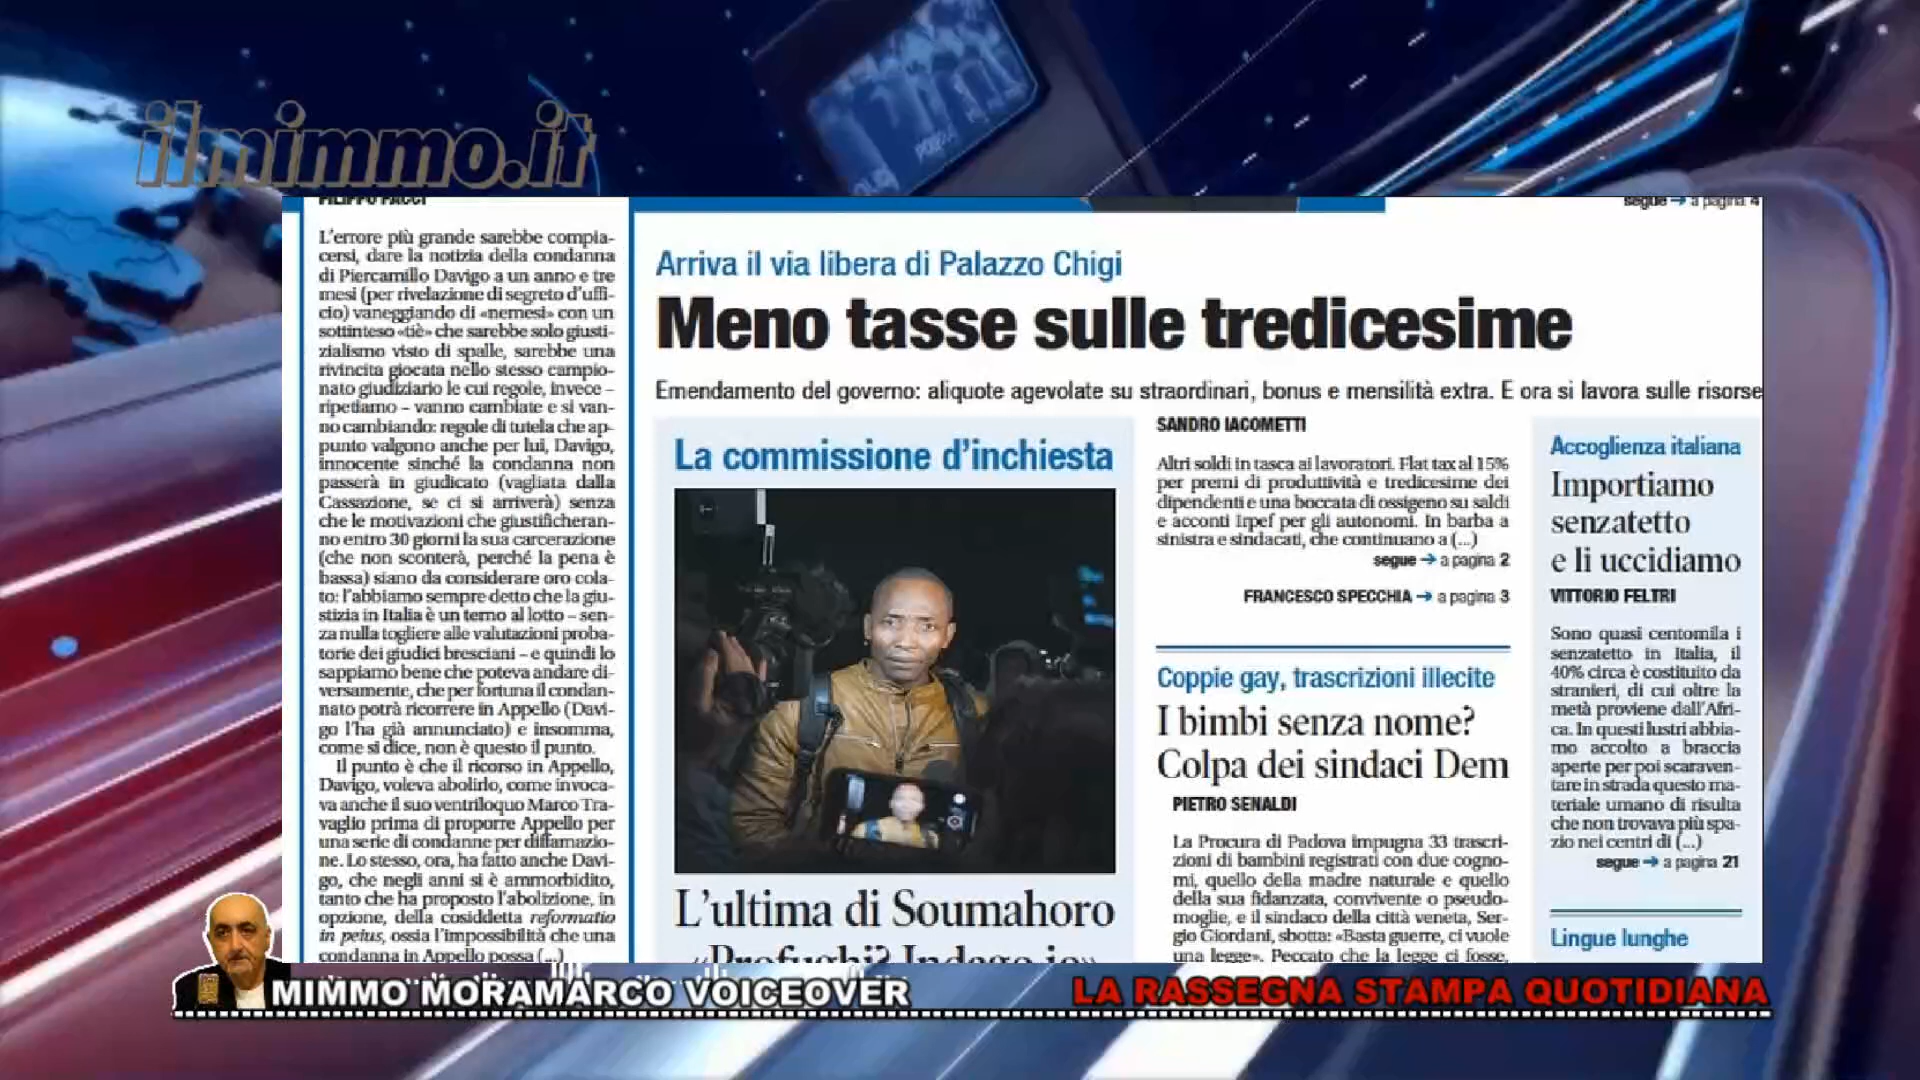 ilmimmo.it
FILIPPO FACCI
L'errore più grande sarebbe compia-
cersi, dare la notizia della condanna
di Piercamillo Davigo a un anno e tre
mesi (per rivelazione di segreto d'uffi-
cio) vaneggiando di «nemesi» con un
sottinteso «tiè» che sarebbe solo giusti-
zialismo visto di spalle, sarebbe una
rivincita giocata nello stesso campio-
nato giudiziario le cui regole, invece –
ripetiamo – vanno cambiate e si van-
no cambiando: regole di tutela che ap-
punto valgono anche per lui, Davigo,
innocente sinché la condanna non
passerà in giudicato (vagliata dalla
Cassazione, se ci si arriverà) senza
che le motivazioni che giustificheran-
no entro 30 giorni la sua carcerazione
(che non sconterà, perché la pena è
bassa) siano da considerare oro cola-
to: l'abbiamo sempre detto che la giu-
stizia in Italia è un terno al lotto – sen-
za nulla togliere alle valutazioni proba-
torie dei giudici bresciani – e quindi lo
sappiamo bene che poteva andare di-
versamente, che per fortuna il condan-
nato potrà ricorrere in Appello (Davi-
go l'ha già annunciato) e insomma,
come si dice, non è questo il punto.
Il punto è che il ricorso in Appello,
Davigo, voleva abolirlo, come invoca-
va anche il suo ventriloquo Marco Tra-
vaglio prima di proporre Appello per
una serie di condanne per diffamazio-
ne. Lo stesso, ora, ha fatto anche Davi-
go, che negli anni si è ammorbidito,
tanto che ha proposto l'abolizione, in
opzione, della cosiddetta reformatio
in peius, ossia l'impossibilità che una
condanna in Appello possa (...)
segue → a pagina 4
Arriva il via libera di Palazzo Chigi
Meno tasse sulle tredicesime
Emendamento del governo: aliquote agevolate su straordinari, bonus e mensilità extra. E ora si lavora sulle risorse
La commissione d'inchiesta
L'ultima di Soumahoro
«Profughi? Indago io»
SANDRO IACOMETTI
Altri soldi in tasca ai lavoratori. Flat tax al 15%
per premi di produttività e tredicesime dei
dipendenti e una boccata di ossigeno su saldi
e acconti Irpef per gli autonomi. In barba a
sinistra e sindacati, che continuano a (...)
segue → a pagina 2
FRANCESCO SPECCHIA → a pagina 3
Coppie gay, trascrizioni illecite
I bimbi senza nome?
Colpa dei sindaci Dem
PIETRO SENALDI
La Procura di Padova impugna 33 trascri-
zioni di bambini registrati con due cogno-
mi, quello della madre naturale e quello
della sua fidanzata, convivente o pseudo-
moglie, e il sindaco della città veneta, Ser-
gio Giordani, sbotta: «Basta guerre, ci vuole
una legge». Peccato che la legge ci fosse,
Accoglienza italiana
Importiamo
senzatetto
e li uccidiamo
VITTORIO FELTRI
Sono quasi centomila i
senzatetto in Italia, il
40% circa è costituito da
stranieri, di cui oltre la
metà proviene dall'Afri-
ca. In questi lustri abbia-
mo accolto a braccia
aperte per poi scaraven-
tare in strada questo ma-
teriale umano di risulta
che non trovava più spa-
zio nei centri di (...)
segue → a pagina 21
Lingue lunghe
MIMMO MORAMARCO VOICEOVER
LA RASSEGNA STAMPA QUOTIDIANA